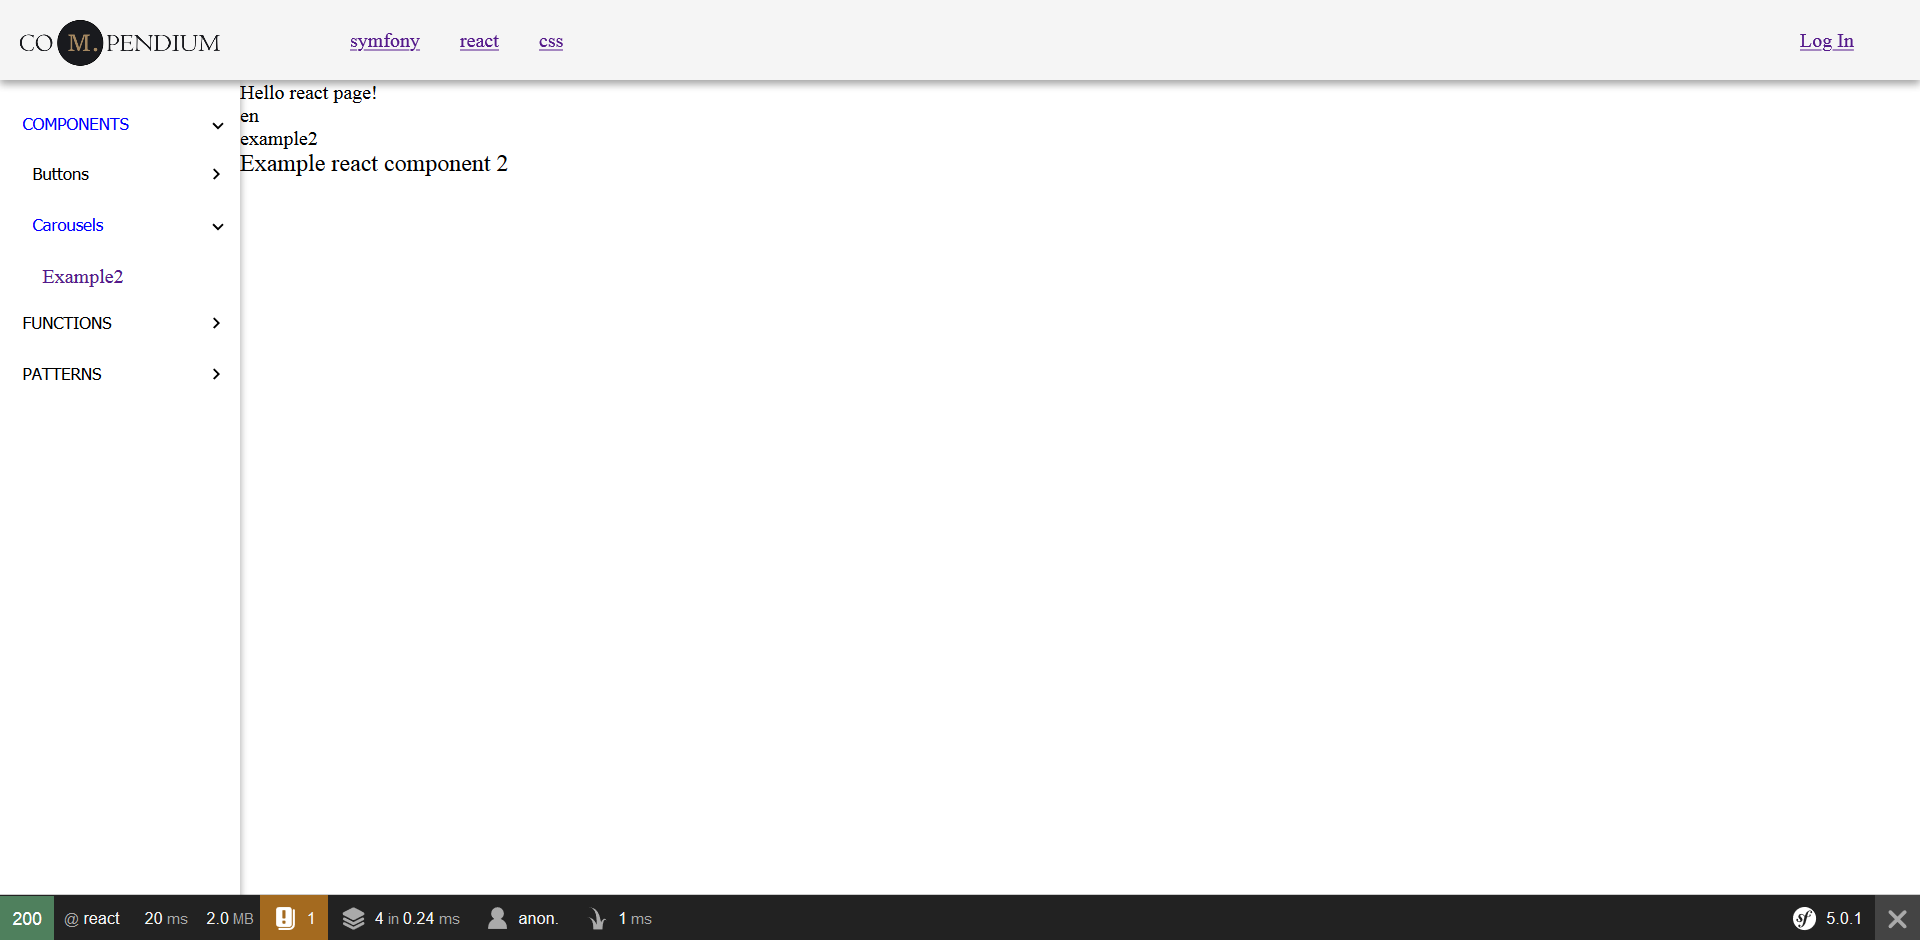 COM.PENDIUM
symfony react css Log In
COMPONENTS
Buttons
Carousels
Example2
FUNCTIONS
PATTERNS
Hello react page!
en
example2
Example react component 2
200 @ react 20 ms 2.0 MB 1 4 in 0.24 ms anon. 1 ms sf 5.0.1